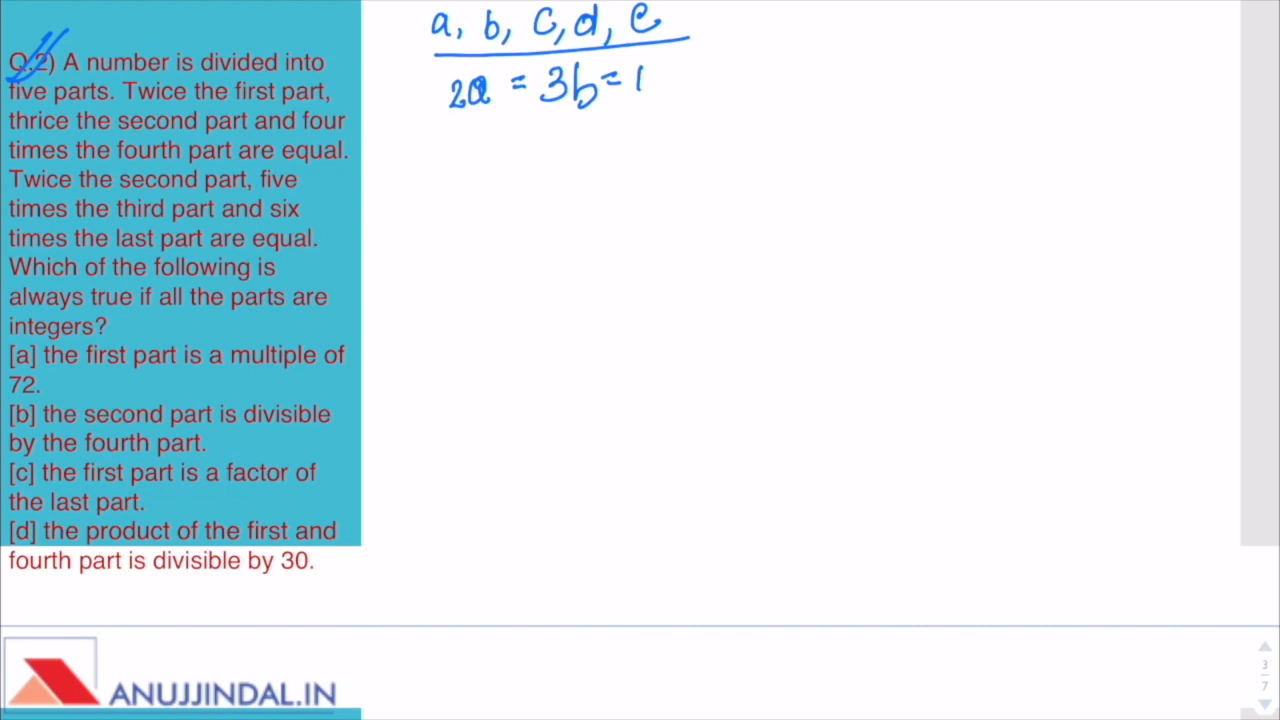 Q.2) A number is divided into
five parts. Twice the first part,
thrice the second part and four
times the fourth part are equal.
Twice the second part, five
times the third part and six
times the last part are equal.
Which of the following is
always true if all the parts are
integers?
[a] the first part is a multiple of
72.
[b] the second part is divisible
by the fourth part.
[c] the first part is a factor of
the last part.
[d] the product of the first and
fourth part is divisible by 30.
a, b, c, d, e
2a = 3b = 1
3
7
ANUJJINDAL.IN